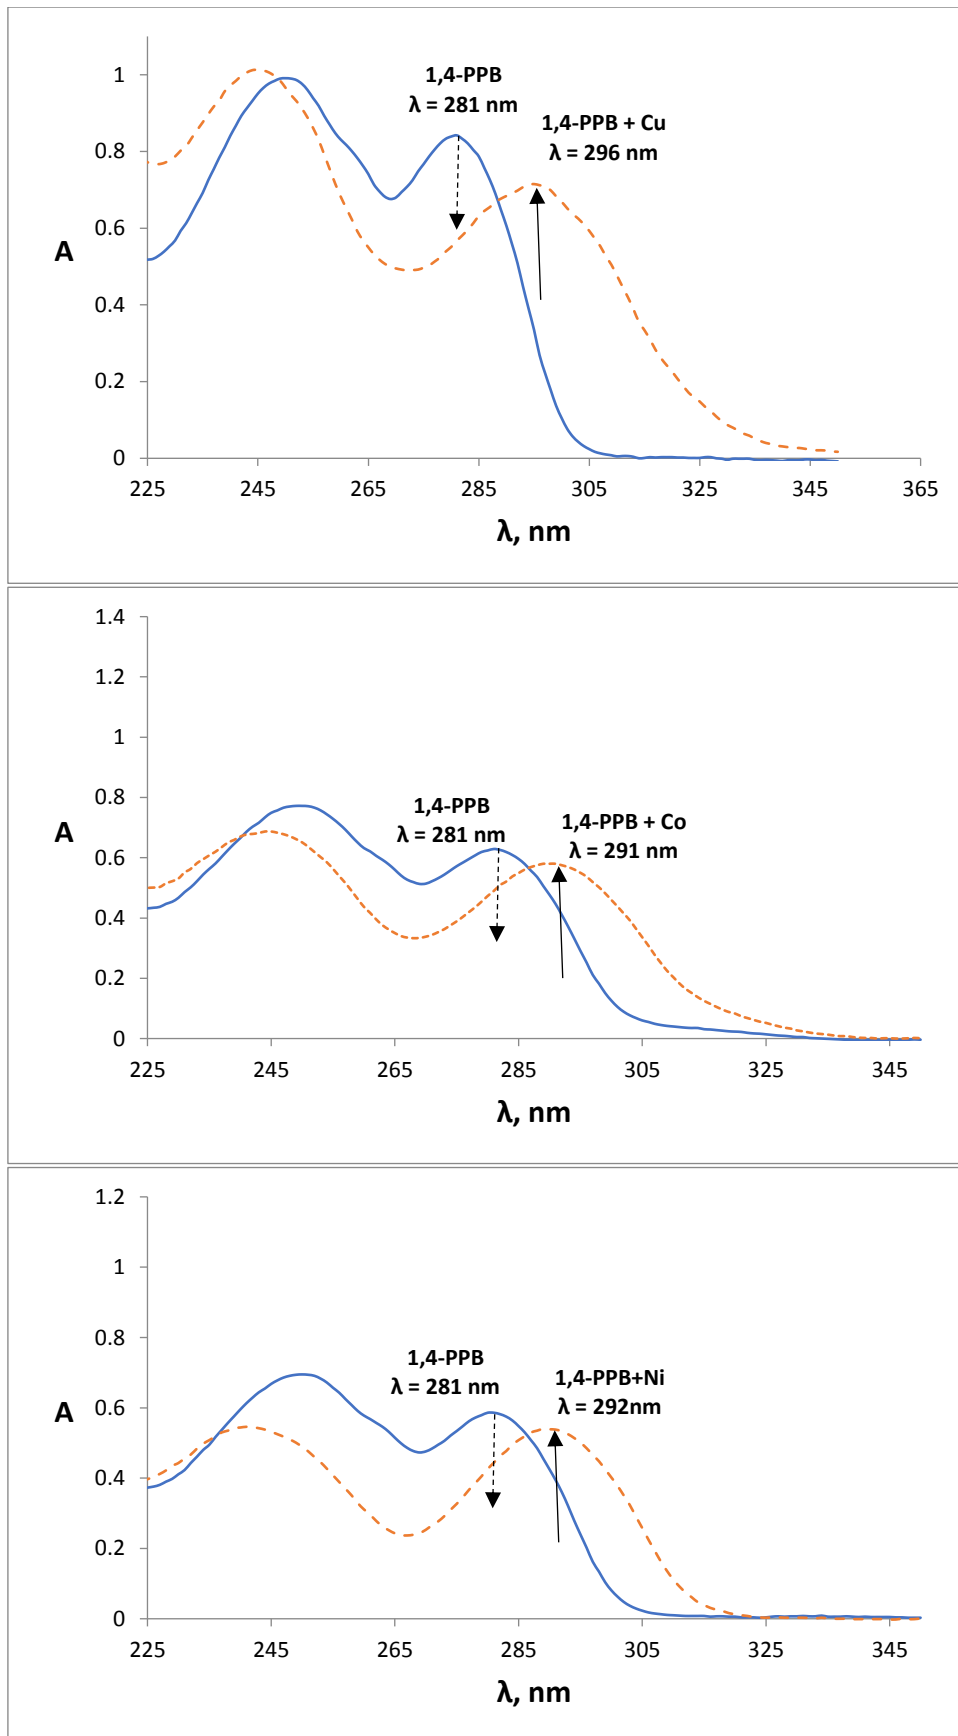 1
0.8
0.6
0.4
0.2
0
A
1,4-PPB
λ = 281 nm
1,4-PPB + Cu
λ = 296 nm
225 245 265 285 305 325 345 365
λ, nm
1.4
1.2
1
0.8
0.6
0.4
0.2
0
A
1,4-PPB
λ = 281 nm
1,4-PPB + Co
λ = 291 nm
225 245 265 285 305 325 345
λ, nm
1.2
1
0.8
0.6
0.4
0.2
0
A
1,4-PPB
λ = 281 nm
1,4-PPB+Ni
λ = 292nm
225 245 265 285 305 325 345
λ, nm